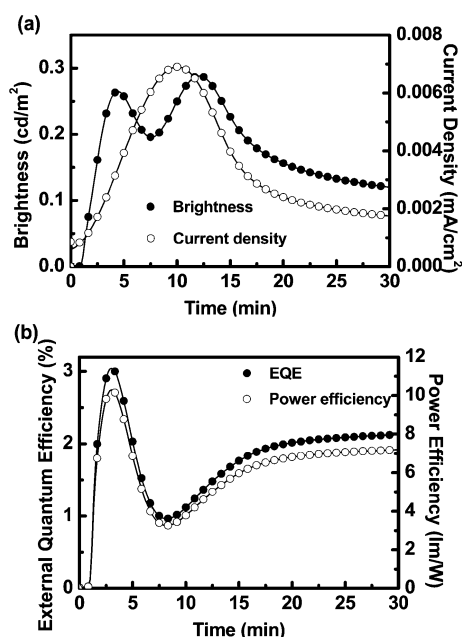 (a)
0.008
0.3
0.006
0.2
0.004
0.1
0.002
0.0
0.000
Brightness (cd/m²)
Current Density (mA/cm²)
Brightness
Current density
0 5 10 15 20 25 30
Time (min)
(b)
3
2
1
0
12
10
8
6
4
2
0
External Quantum Efficiency (%)
Power Efficiency (lm/W)
EQE
Power efficiency
0 5 10 15 20 25 30
Time (min)